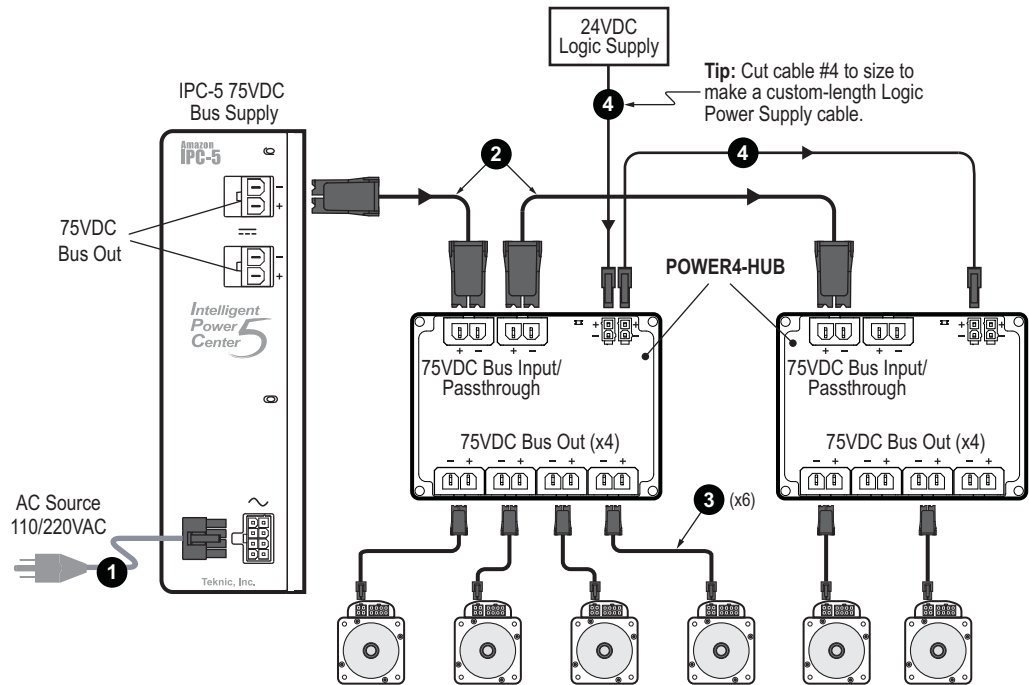 24VDC
Logic Supply
Tip: Cut cable #4 to size to
make a custom-length Logic
Power Supply cable.
4
4
2
IPC-5 75VDC
Bus Supply
Amazon
IPC-5
-
+
75VDC
Bus Out
-
+
Intelligent
Power
Center 5
AC Source
110/220VAC
1
Teknic, Inc.
POWER4-HUB
+ -
+ -
+ +
- -
75VDC Bus Input/
Passthrough
75VDC Bus Out (x4)
- +
- +
- +
- +
+ -
+ -
+ +
- -
75VDC Bus Input/
Passthrough
75VDC Bus Out (x4)
- +
- +
- +
- +
3 (x6)